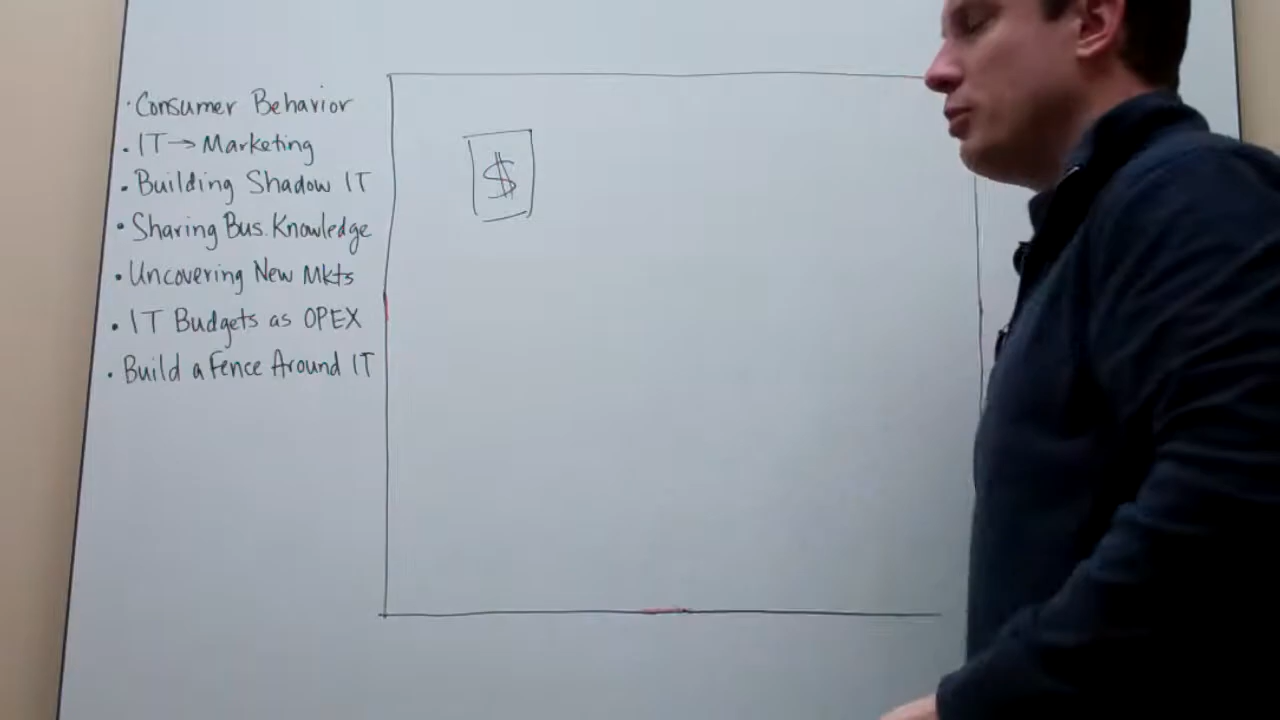 • Consumer Behavior
• IT → Marketing
• Building Shadow IT
• Sharing Bus. Knowledge
• Uncovering New Mkts
• IT Budgets as OPEX
• Build a Fence Around IT
$